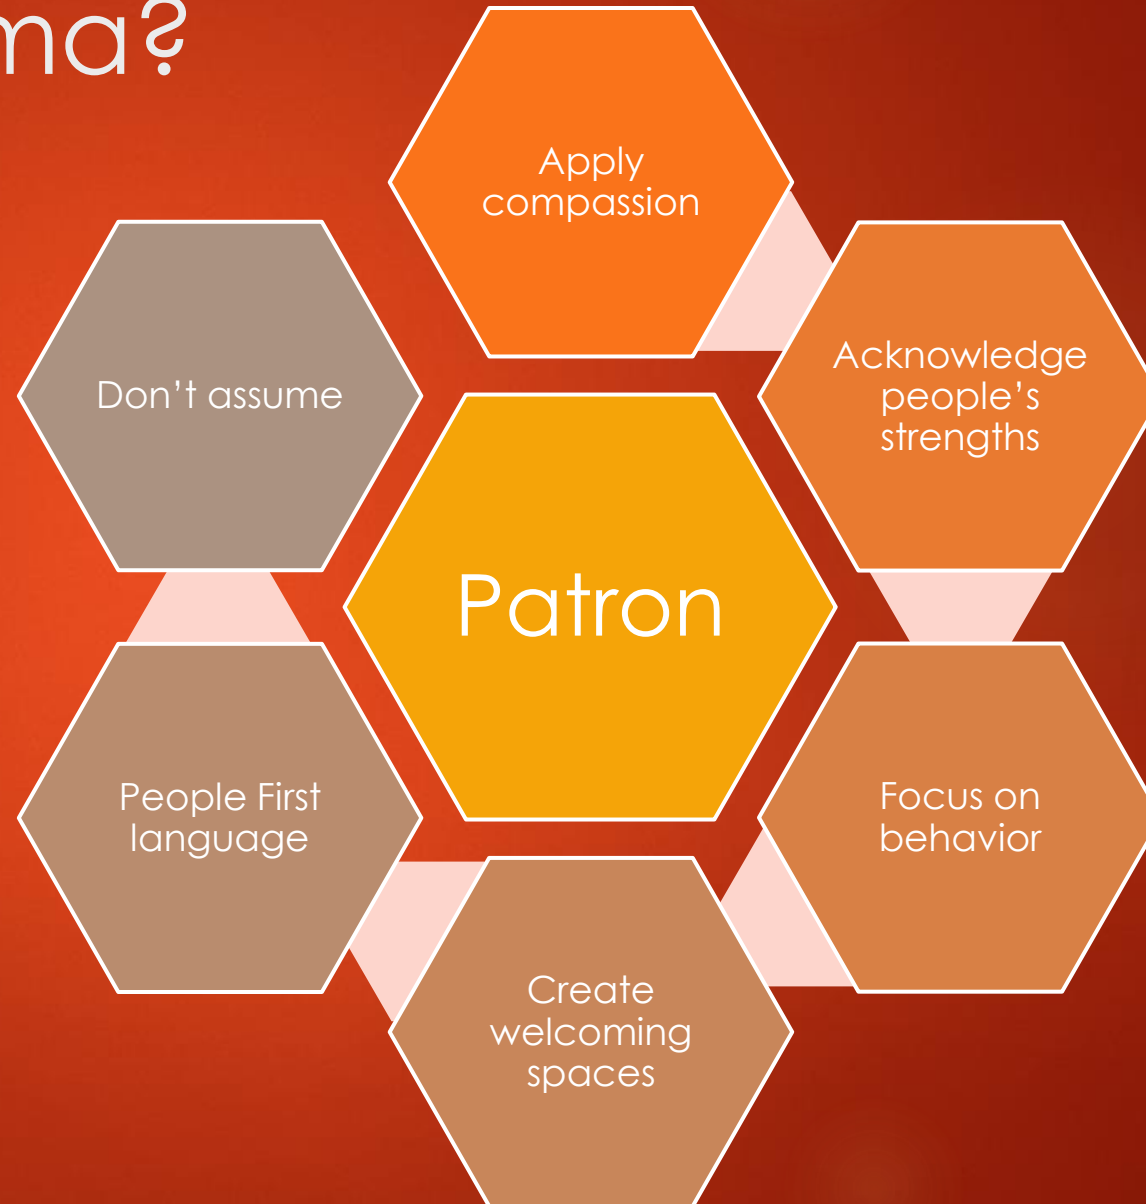 ma?
Apply
compassion
Acknowledge
people’s
strengths
Focus on
behavior
Create
welcoming
spaces
People First
language
Don’t assume
Patron